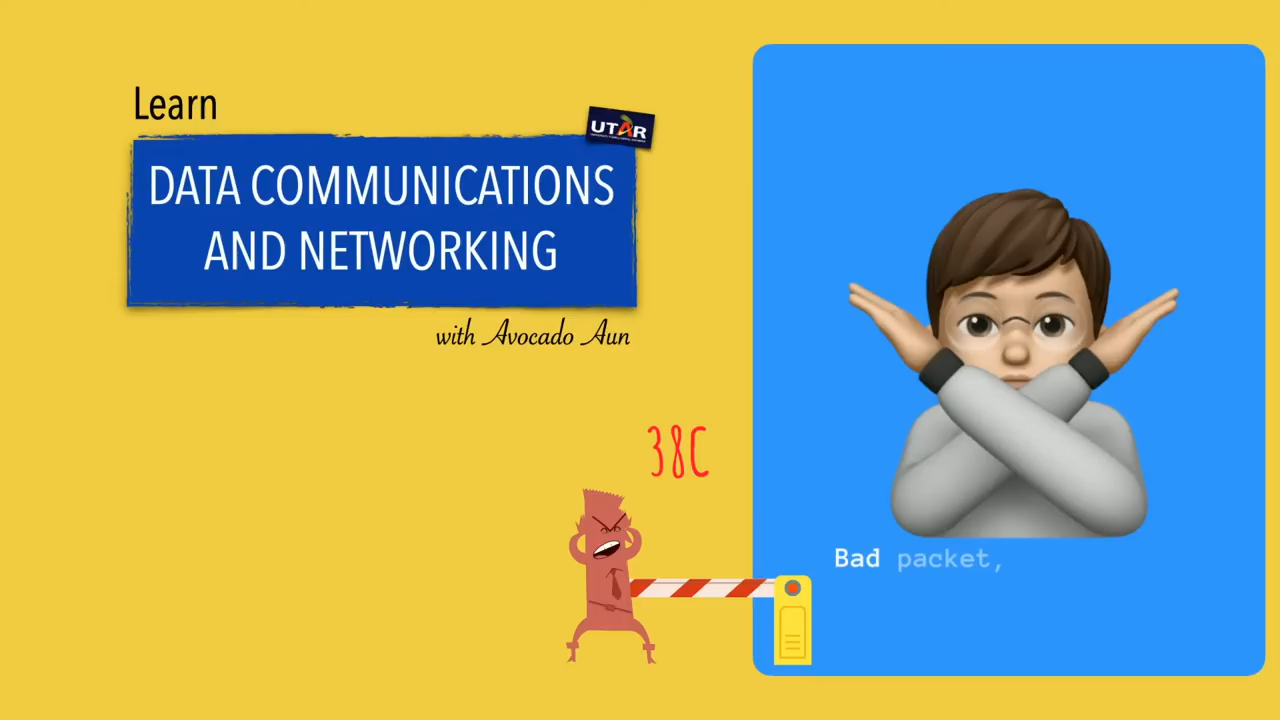 Learn
UTAR
DATA COMMUNICATIONS
AND NETWORKING
with Avocado Aun
38C
Bad packet,